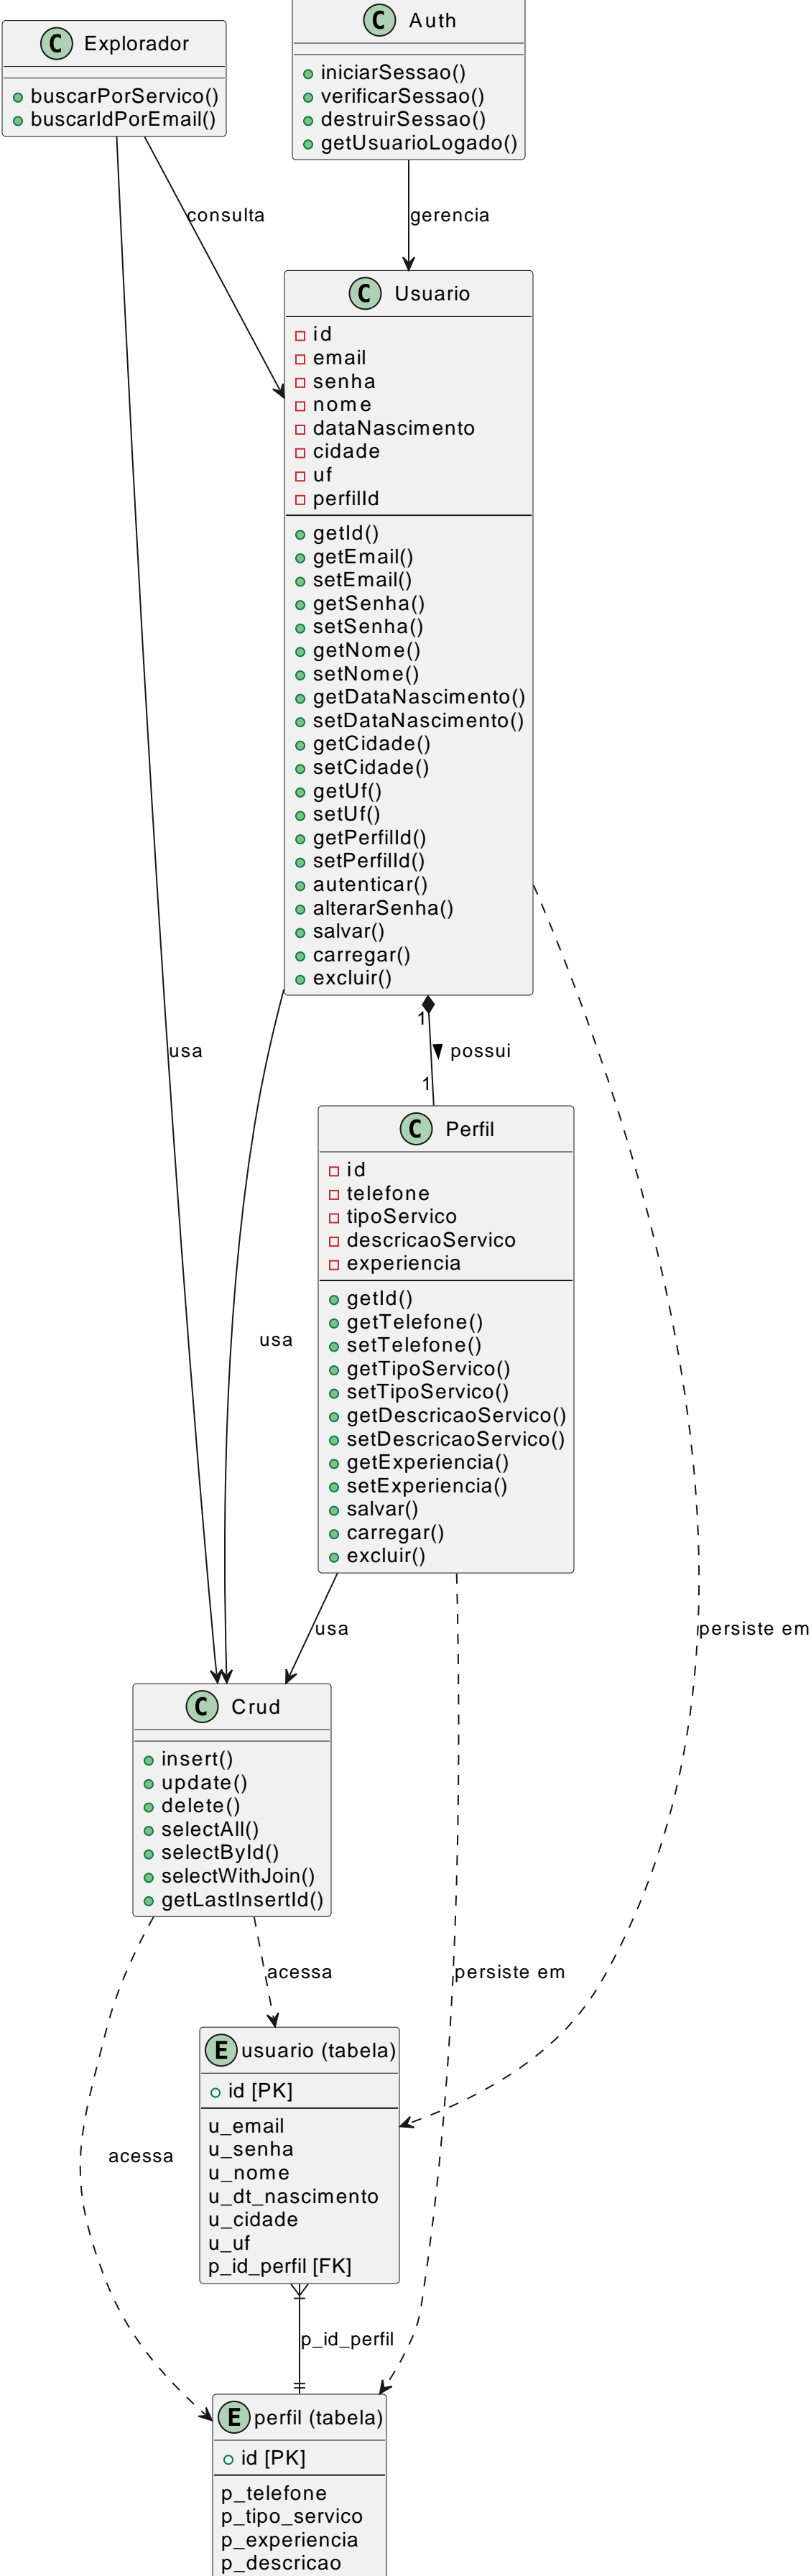 C Auth
iniciarSessao()
verificarSessao()
destruirSessao()
getUsuarioLogado()
C Explorador
buscarPorServico()
buscarIdPorEmail()
consulta
gerencia
C Usuario
id
email
senha
nome
dataNascimento
cidade
uf
perfilId
getId()
getEmail()
setEmail()
getSenha()
setSenha()
getNome()
setNome()
getDataNascimento()
setDataNascimento()
getCidade()
setCidade()
getUf()
setUf()
getPerfilId()
setPerfilId()
autenticar()
alterarSenha()
salvar()
carregar()
excluir()
1
usa
possui
1
C Perfil
id
telefone
tipoServico
descricaoServico
experiencia
getId()
getTelefone()
setTelefone()
getTipoServico()
setTipoServico()
getDescricaoServico()
setDescricaoServico()
getExperiencia()
setExperiencia()
salvar()
carregar()
excluir()
usa
usa
persiste em
C Crud
insert()
update()
delete()
selectAll()
selectById()
selectWithJoin()
getLastInsertId()
acessa
persiste em
E usuario (tabela)
id [PK]
u_email
u_senha
u_nome
u_dt_nascimento
u_cidade
u_uf
p_id_perfil [FK]
acessa
p_id_perfil
E perfil (tabela)
id [PK]
p_telefone
p_tipo_servico
p_experiencia
p_descricao